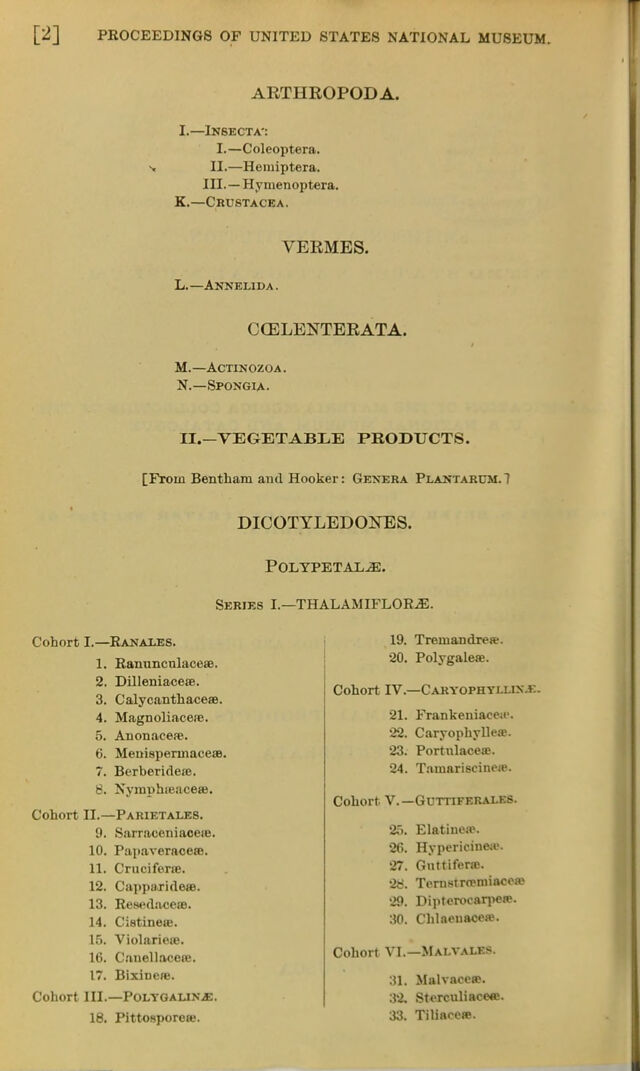 [2] PROCEEDINGS OF UNITED STATES NATIONAL MUSEUM.
ARTHROPODA.
I.—INSECTA:
I.—Coleoptera.
II.—Hemiptera.
III.—Hymenoptera.
K.—CRUSTACEA.
VERMES.
L.—ANNELIDA.
CŒLENTERATA.
M.—ACTINOZOA.
N.—SPONGIA.
II.—VEGETABLE PRODUCTS.
[From Bentham and Hooker: GENERA PLANTARUM.]
DICOTYLEDONES.
POLYPETALÆ.
SERIES I.—THALAMIFLORÆ.
Cohort I.—RANALES.
1. Ranunculaceæ.
2. Dilleniaceæ.
3. Calycanthaceæ.
4. Magnoliaceæ.
5. Anonaceæ.
6. Menispermaceæ.
7. Berberideæ.
8. Nymphæaceæ.
Cohort II.—PARIETALES.
9. Sarraceniaceæ.
10. Papaveraceæ.
11. Cruciferæ.
12. Capparideæ.
13. Resedaceæ.
14. Cistineæ.
15. Violarieæ.
16. Canellaceæ.
17. Bixineæ.
Cohort III.—POLYGALINÆ.
18. Pittosporeæ.
19. Tremandreæ.
20. Polygaleæ.
Cohort IV.—CARYOPHYLLINÆ.
21. Frankeniaceæ.
22. Caryophylleæ.
23. Portulaceæ.
24. Tamariscineæ.
Cohort V.—GUTTIFERALES.
25. Elatineæ.
26. Hypericineæ.
27. Guttiferæ.
28. Ternstrœmiaceæ
29. Dipterocarpeæ.
30. Chlaenaceæ.
Cohort VI.—MALVALES.
31. Malvaceæ.
32. Sterculiaceæ.
33. Tiliaceæ.